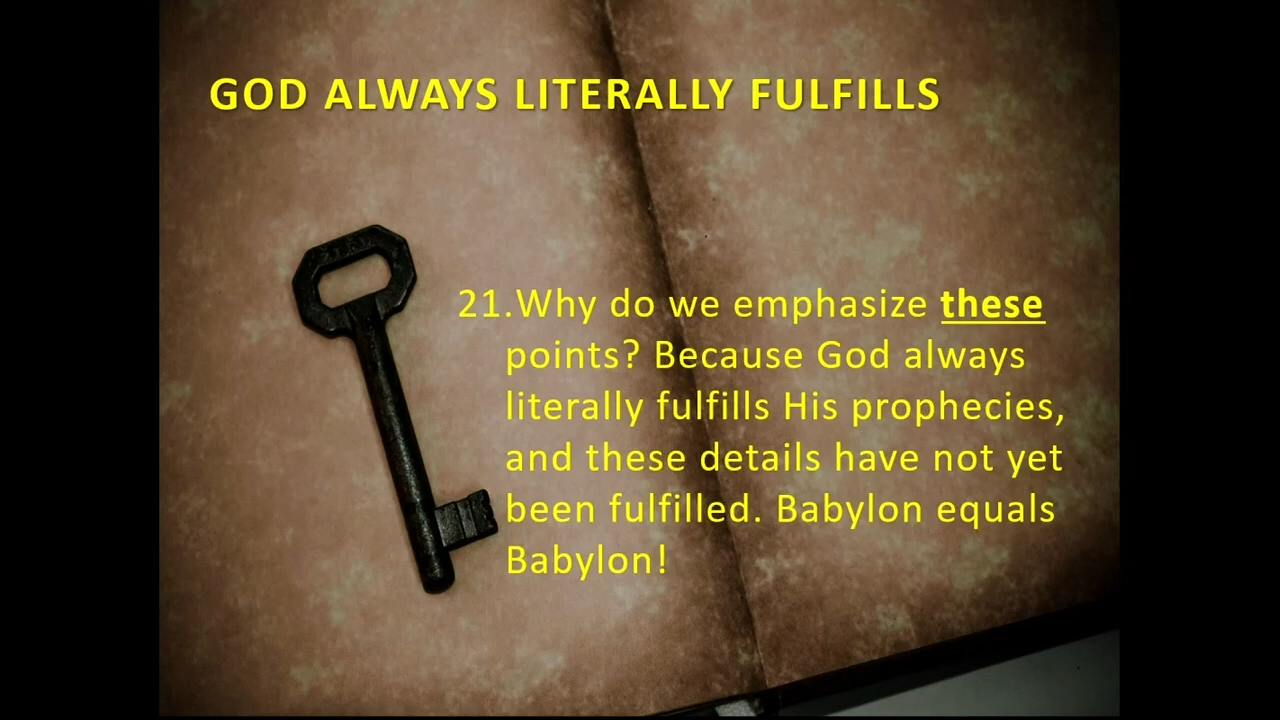 GOD ALWAYS LITERALLY FULFILLS
21.Why do we emphasize these
points? Because God always
literally fulfills His prophecies,
and these details have not yet
been fulfilled. Babylon equals
Babylon!